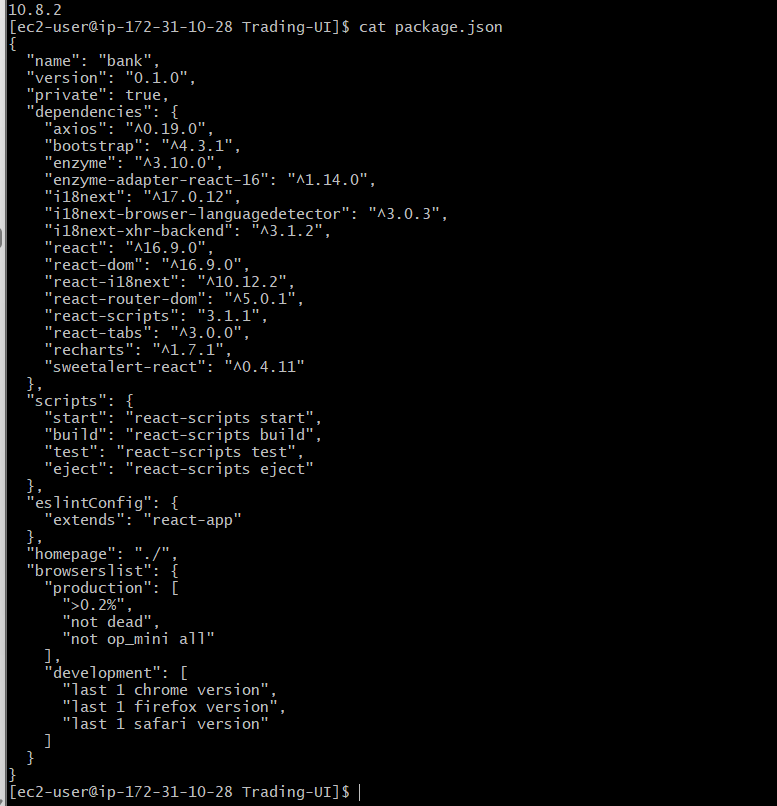 10.8.2
[ec2-user@ip-172-31-10-28 Trading-UI]$ cat package.json
{
  "name": "bank",
  "version": "0.1.0",
  "private": true,
  "dependencies": {
    "axios": "^0.19.0",
    "bootstrap": "^4.3.1",
    "enzyme": "^3.10.0",
    "enzyme-adapter-react-16": "^1.14.0",
    "i18next": "^17.0.12",
    "i18next-browser-languagedetector": "^3.0.3",
    "i18next-xhr-backend": "^3.1.2",
    "react": "^16.9.0",
    "react-dom": "^16.9.0",
    "react-i18next": "^10.12.2",
    "react-router-dom": "^5.0.1",
    "react-scripts": "3.1.1",
    "react-tabs": "^3.0.0",
    "recharts": "^1.7.1",
    "sweetalert-react": "^0.4.11"
  },
  "scripts": {
    "start": "react-scripts start",
    "build": "react-scripts build",
    "test": "react-scripts test",
    "eject": "react-scripts eject"
  },
  "eslintConfig": {
    "extends": "react-app"
  },
  "homepage": "./",
  "browserslist": {
    "production": [
      ">0.2%",
      "not dead",
      "not op_mini all"
    ],
    "development": [
      "last 1 chrome version",
      "last 1 firefox version",
      "last 1 safari version"
    ]
  }
}
[ec2-user@ip-172-31-10-28 Trading-UI]$